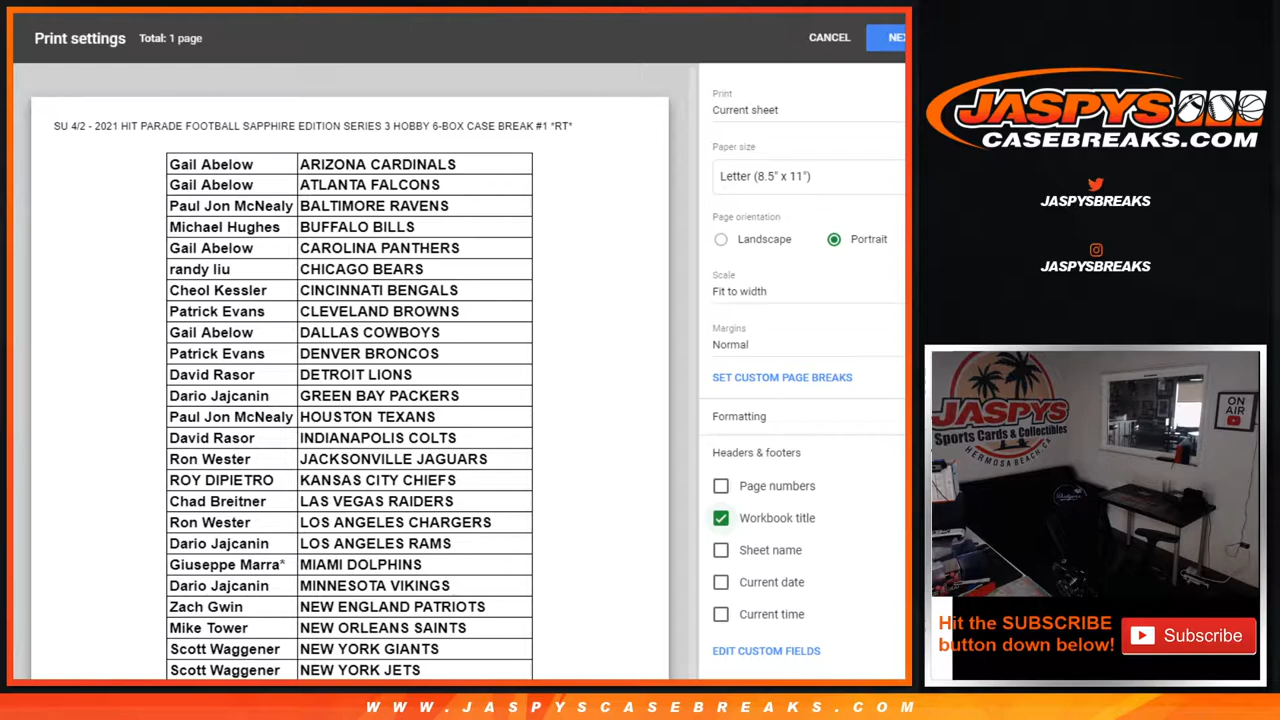 Print settings Total: 1 page CANCEL
SU 4/2 - 2021 HIT PARADE FOOTBALL SAPPHIRE EDITION SERIES 3 HOBBY 6-BOX CASE BREAK #1 *RT*
Gail Abelow ARIZONA CARDINALS
Gail Abelow ATLANTA FALCONS
Paul Jon McNealy BALTIMORE RAVENS
Michael Hughes BUFFALO BILLS
Gail Abelow CAROLINA PANTHERS
randy liu CHICAGO BEARS
Cheol Kessler CINCINNATI BENGALS
Patrick Evans CLEVELAND BROWNS
Gail Abelow DALLAS COWBOYS
Patrick Evans DENVER BRONCOS
David Rasor DETROIT LIONS
Dario Jajcanin GREEN BAY PACKERS
Paul Jon McNealy HOUSTON TEXANS
David Rasor INDIANAPOLIS COLTS
Ron Wester JACKSONVILLE JAGUARS
ROY DIPIETRO KANSAS CITY CHIEFS
Chad Breitner LAS VEGAS RAIDERS
Ron Wester LOS ANGELES CHARGERS
Dario Jajcanin LOS ANGELES RAMS
Giuseppe Marra* MIAMI DOLPHINS
Dario Jajcanin MINNESOTA VIKINGS
Zach Gwin NEW ENGLAND PATRIOTS
Mike Tower NEW ORLEANS SAINTS
Scott Waggener NEW YORK GIANTS
Scott Waggener NEW YORK JETS
Print
Current sheet
Paper size
Letter (8.5" x 11")
Page orientation
Landscape Portrait
Scale
Fit to width
Margins
Normal
SET CUSTOM PAGE BREAKS
Formatting
Headers & footers
Page numbers
Workbook title
Sheet name
Current date
Current time
EDIT CUSTOM FIELDS
JASPYS
CASEBREAKS.COM
JASPYSBREAKS
JASPYSBREAKS
JASPYS
Sports Cards & Collectibles
HERMOSA BEACH, CA
ON
AIR
Hit the SUBSCRIBE
button down below!
Subscribe
WWW.JASPYSCASEBREAKS.COM